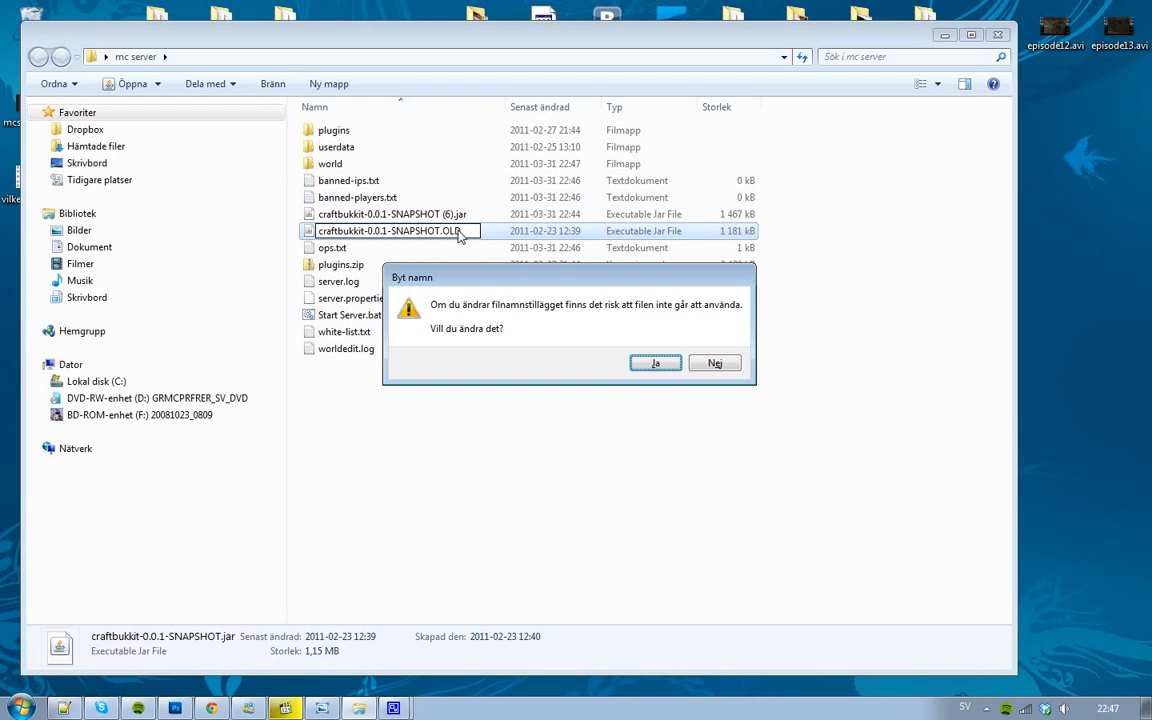 episode12.avi episode13.avi
mc server
Sök i mc server
Ordna Öppna Dela med Bränn Ny mapp
Favoriter
Dropbox
Hämtade filer
Skrivbord
Tidigare platser
Bibliotek
Bilder
Dokument
Filmer
Musik
Skrivbord
Hemgrupp
Dator
Lokal disk (C:)
DVD-RW-enhet (D:) GRMCPRFRER_SV_DVD
BD-ROM-enhet (F:) 20081023_0809
Nätverk
Namn Senast ändrad Typ Storlek
plugins 2011-02-27 21:44 Filmapp
userdata 2011-02-25 13:10 Filmapp
world 2011-03-31 22:47 Filmapp
banned-ips.txt 2011-03-31 22:46 Textdokument 0 kB
banned-players.txt 2011-03-31 22:46 Textdokument 0 kB
craftbukkit-0.0.1-SNAPSHOT (6).jar 2011-03-31 22:44 Executable Jar File 1 467 kB
craftbukkit-0.0.1-SNAPSHOT.OLD 2011-02-23 12:39 Executable Jar File 1 181 kB
ops.txt 2011-03-31 22:46 Textdokument 1 kB
plugins.zip
server.log
server.propertie
Start Server.bat
white-list.txt
worldedit.log
Byt namn
Om du ändrar filnamnstillägget finns det risk att filen inte går att använda.
Vill du ändra det?
Ja Nej
craftbukkit-0.0.1-SNAPSHOT.jar Senast ändrad: 2011-02-23 12:39 Skapad den: 2011-02-23 12:40
Executable Jar File Storlek: 1,15 MB
SV 22:47